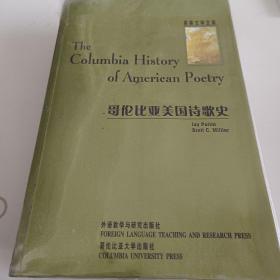 The
Columbia History
of American Poetry
哥伦比亚美国诗歌史
Jay Parini
Brett C. Millier
外语教学与研究出版社
FOREIGN LANGUAGE TEACHING AND RESEARCH PRESS
哥伦比亚大学出版社
COLUMBIA UNIVERSITY PRESS